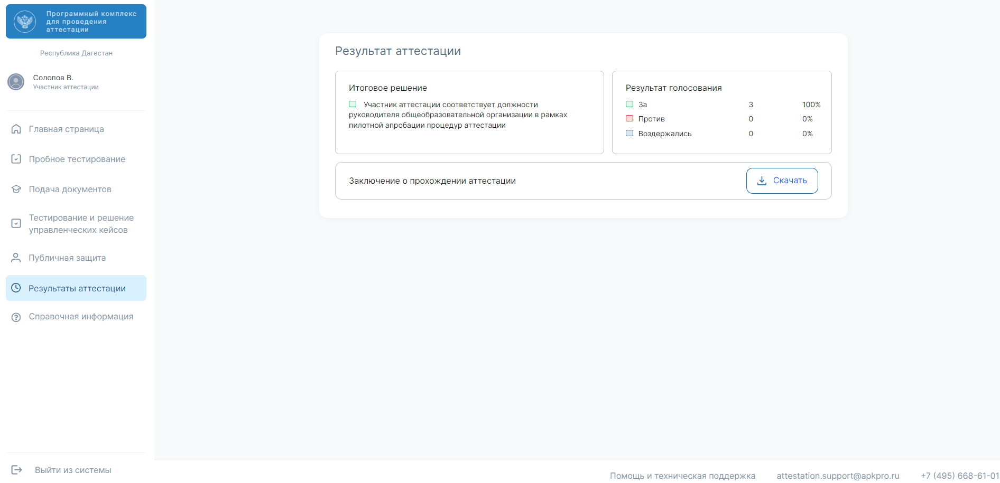 Программный комплекс
для проведения
аттестации
Республика Дагестан
Солопов В.
Участник аттестации
Главная страница
Пробное тестирование
Подача документов
Тестирование и решение
управленческих кейсов
Публичная защита
Результаты аттестации
Справочная информация
Выйти из системы
Результат аттестации
Итоговое решение
Участник аттестации соответствует должности
руководителя общеобразовательной организации в рамках
пилотной апробации процедур аттестации
Результат голосования
За 3 100%
Против 0 0%
Воздержались 0 0%
Заключение о прохождении аттестации
Скачать
Помощь и техническая поддержка attestation.support@apkpro.ru +7 (495) 668-61-01